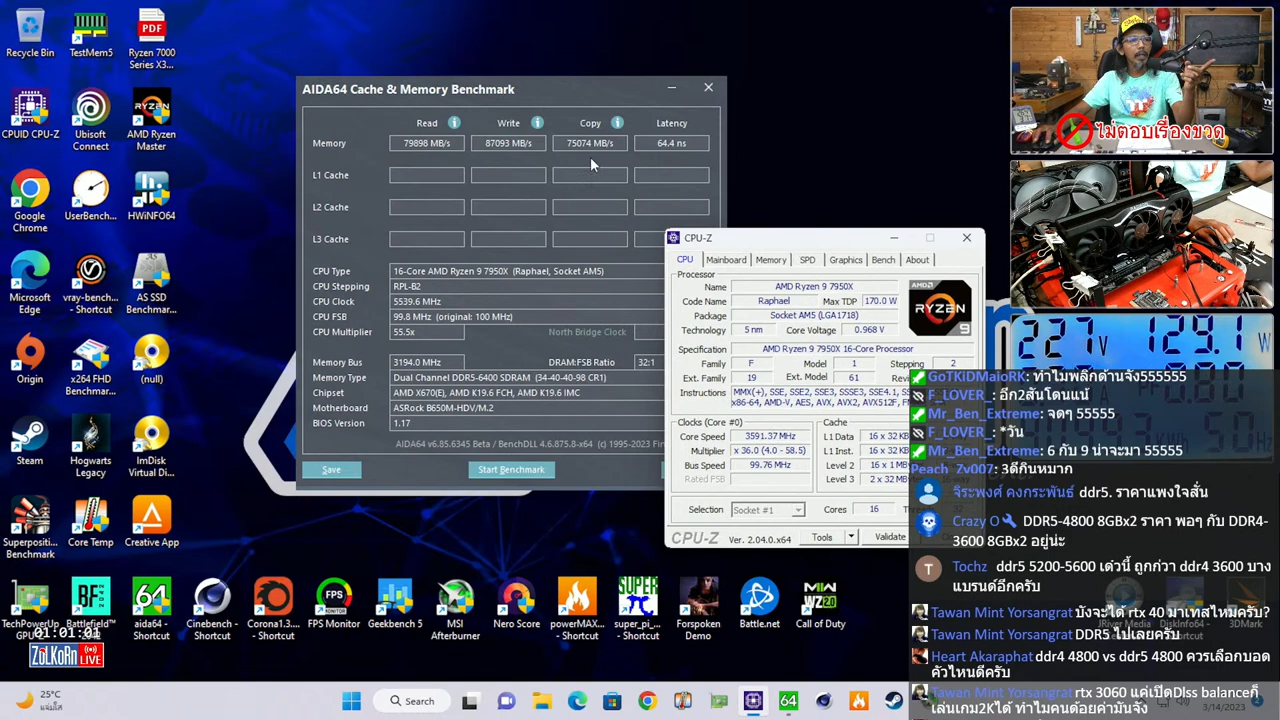 Recycle Bin
TestMem5
Ryzen 7000 Series X3...
CPUID CPU-Z
Ubisoft Connect
AMD Ryzen Master
Google Chrome
UserBench...
HWiNFO64
Microsoft Edge
vray-bench... - Shortcut
AS SSD Benchmark
Origin
x264 FHD Benchmark
(null)
Steam
Hogwarts Legacy
ImDisk Virtual Di...
Superpositi... Benchmark
Core Temp
Creative App
TechPowerUp GPU...
Battlefield™ 2042
aida64 - Shortcut
Cinebench - Shortcut
Corona1.3... - Shortcut
FPS Monitor
Geekbench 5
MSI Afterburner
Nero Score
powerMAX... - Shortcut
super_pi_... - Shortcut
Forspoken Demo
Battle.net
Call of Duty
AIDA64 Cache & Memory Benchmark
Read Write Copy Latency
Memory 79898 MB/s 87093 MB/s 75074 MB/s 64.4 ns
L1 Cache
L2 Cache
L3 Cache
CPU Type 16-Core AMD Ryzen 9 7950X (Raphael, Socket AM5)
CPU Stepping RPL-B2
CPU Clock 5539.6 MHz
CPU FSB 99.8 MHz (original: 100 MHz)
CPU Multiplier 55.5x North Bridge Clock
Memory Bus 3194.0 MHz DRAM:FSB Ratio 32:1
Memory Type Dual Channel DDR5-6400 SDRAM (34-40-40-98 CR1)
Chipset AMD X670(E), AMD K19.6 FCH, AMD K19.6 IMC
Motherboard ASRock B650M-HDV/M.2
BIOS Version 1.17
AIDA64 v6.85.6345 Beta / BenchDLL 4.6.875.8-x64 (c) 1995-2023 Fin
Save Start Benchmark
CPU-Z
CPU Mainboard Memory SPD Graphics Bench About
Processor
Name AMD Ryzen 9 7950X
Code Name Raphael Max TDP 170.0 W
Package Socket AM5 (LGA1718)
Technology 5 nm Core Voltage 0.968 V
AMD RYZEN 9
Specification AMD Ryzen 9 7950X 16-Core Processor
Family F Model 1 Stepping 2
Ext. Family 19 Ext. Model 61 Revi
Instructions MMX(+), SSE, SSE2, SSE3, SSSE3, SSE4.1,
x86-64, AMD-V, AES, AVX, AVX2, AVX512F,
Clocks (Core #0) Cache
Core Speed 3591.37 MHz L1 Data 16 x 32 KB
Multiplier x 36.0 (4.0 - 58.5) L1 Inst. 16 x 32 KB
Bus Speed 99.76 MHz Level 2 16 x 1 MB
Rated FSB Level 3 2 x 32 MB
Selection Socket #1 Cores 16
CPU-Z Ver. 2.04.0.x64 Tools Validate
ไม่ตอบเรื่องขวด
227 V 129.1
GoTKiDMaioRK: ทำไมพลิกด้านจัง555555
F_LOVER_: อีก2สันโดนแน้
Mr_Ben_Extreme: จดๆ 55555
F_LOVER_: *วัน
Mr_Ben_Extreme: 6 กับ 9 น่าจะมา 55555
Peach_Zv007: 3ดีกินหมาก
จิระพงศ์ คงกระพันธ์ ddr5. ราคาแพงใจสั่น
Crazy O DDR5-4800 8GBx2 ราคา พอๆ กับ DDR4-
3600 8GBx2 อยู่น่ะ
Tochz ddr5 5200-5600 เด่วนี้ ถูกกว่า ddr4 3600 บาง
แบรนด์อีกครับ
Tawan Mint Yorsangrat บังจะได้ rtx 40 มาเทสไหมครับ?
Tawan Mint Yorsangrat DDR5 ไปเลยครับ
Heart Akaraphat ddr4 4800 vs ddr5 4800 ควรเลือกบอด
ตัวไหนดีครับ
Tawan Mint Yorsangrat rtx 3060 แค่เปิดDlss balanceก็
เล่นเกม2Kได้ ทำไมคนด้อยค่ามันจัง
01:01:01
ZoLKoRn LIVE
25°C
Search
3/14/2023